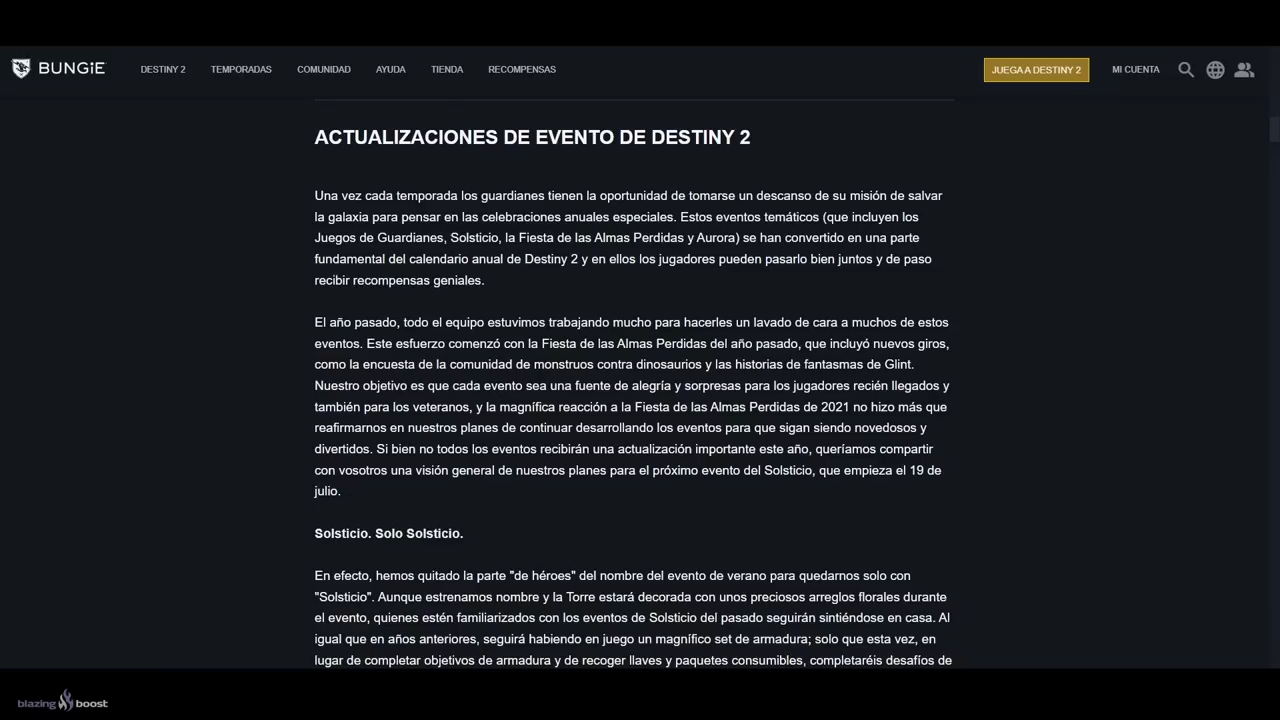 BUNGiE
DESTINY 2 TEMPORADAS COMUNIDAD AYUDA TIENDA RECOMPENSAS JUEGA A DESTINY 2 MI CUENTA
ACTUALIZACIONES DE EVENTO DE DESTINY 2
Una vez cada temporada los guardianes tienen la oportunidad de tomarse un descanso de su misión de salvar
la galaxia para pensar en las celebraciones anuales especiales. Estos eventos temáticos (que incluyen los
Juegos de Guardianes, Solsticio, la Fiesta de las Almas Perdidas y Aurora) se han convertido en una parte
fundamental del calendario anual de Destiny 2 y en ellos los jugadores pueden pasarlo bien juntos y de paso
recibir recompensas geniales.
El año pasado, todo el equipo estuvimos trabajando mucho para hacerles un lavado de cara a muchos de estos
eventos. Este esfuerzo comenzó con la Fiesta de las Almas Perdidas del año pasado, que incluyó nuevos giros,
como la encuesta de la comunidad de monstruos contra dinosaurios y las historias de fantasmas de Glint.
Nuestro objetivo es que cada evento sea una fuente de alegría y sorpresas para los jugadores recién llegados y
también para los veteranos, y la magnífica reacción a la Fiesta de las Almas Perdidas de 2021 no hizo más que
reafirmarnos en nuestros planes de continuar desarrollando los eventos para que sigan siendo novedosos y
divertidos. Si bien no todos los eventos recibirán una actualización importante este año, queríamos compartir
con vosotros una visión general de nuestros planes para el próximo evento del Solsticio, que empieza el 19 de
julio.
Solsticio. Solo Solsticio.
En efecto, hemos quitado la parte "de héroes" del nombre del evento de verano para quedarnos solo con
"Solsticio". Aunque estrenamos nombre y la Torre estará decorada con unos preciosos arreglos florales durante
el evento, quienes estén familiarizados con los eventos de Solsticio del pasado seguirán sintiéndose en casa. Al
igual que en años anteriores, seguirá habiendo en juego un magnífico set de armadura; solo que esta vez, en
lugar de completar objetivos de armadura y de recoger llaves y paquetes consumibles, completaréis desafíos de
blazing boost